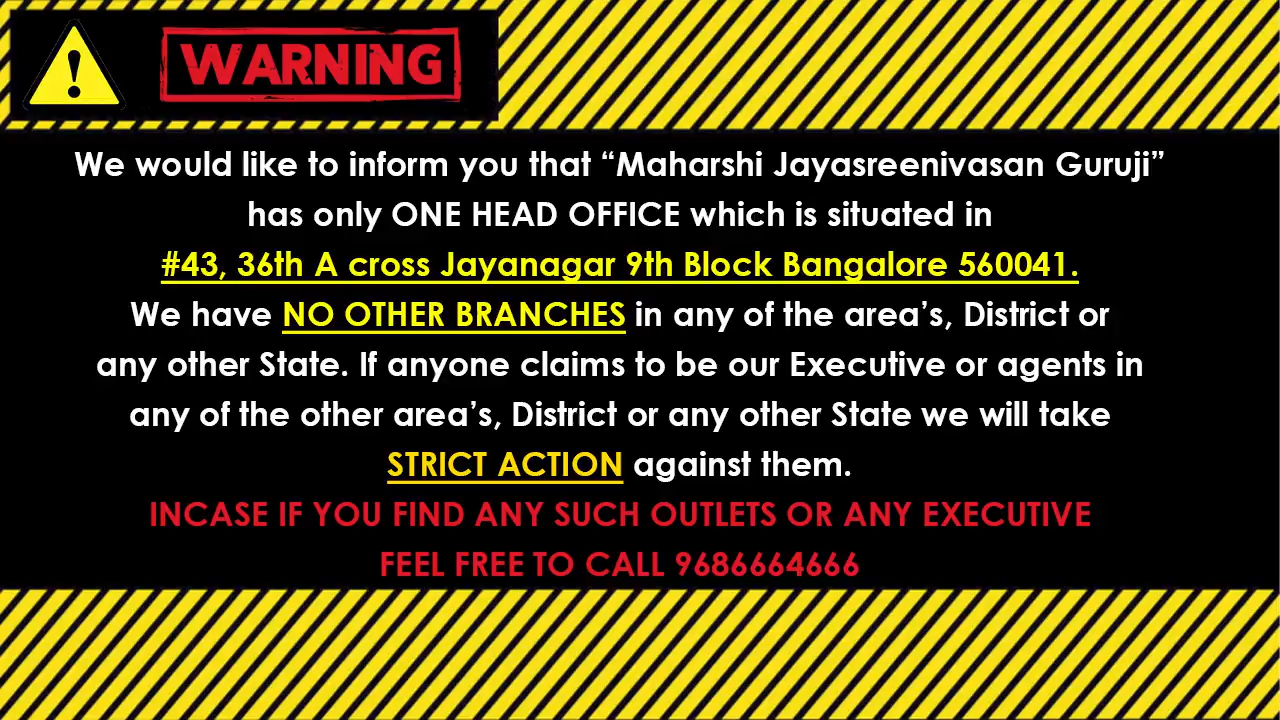 WARNING
We would like to inform you that “Maharshi Jayasreenivasan Guruji”
has only ONE HEAD OFFICE which is situated in
#43, 36th A cross Jayanagar 9th Block Bangalore 560041.
We have NO OTHER BRANCHES in any of the area’s, District or
any other State. If anyone claims to be our Executive or agents in
any of the other area’s, District or any other State we will take
STRICT ACTION against them.
INCASE IF YOU FIND ANY SUCH OUTLETS OR ANY EXECUTIVE
FEEL FREE TO CALL 9686664666